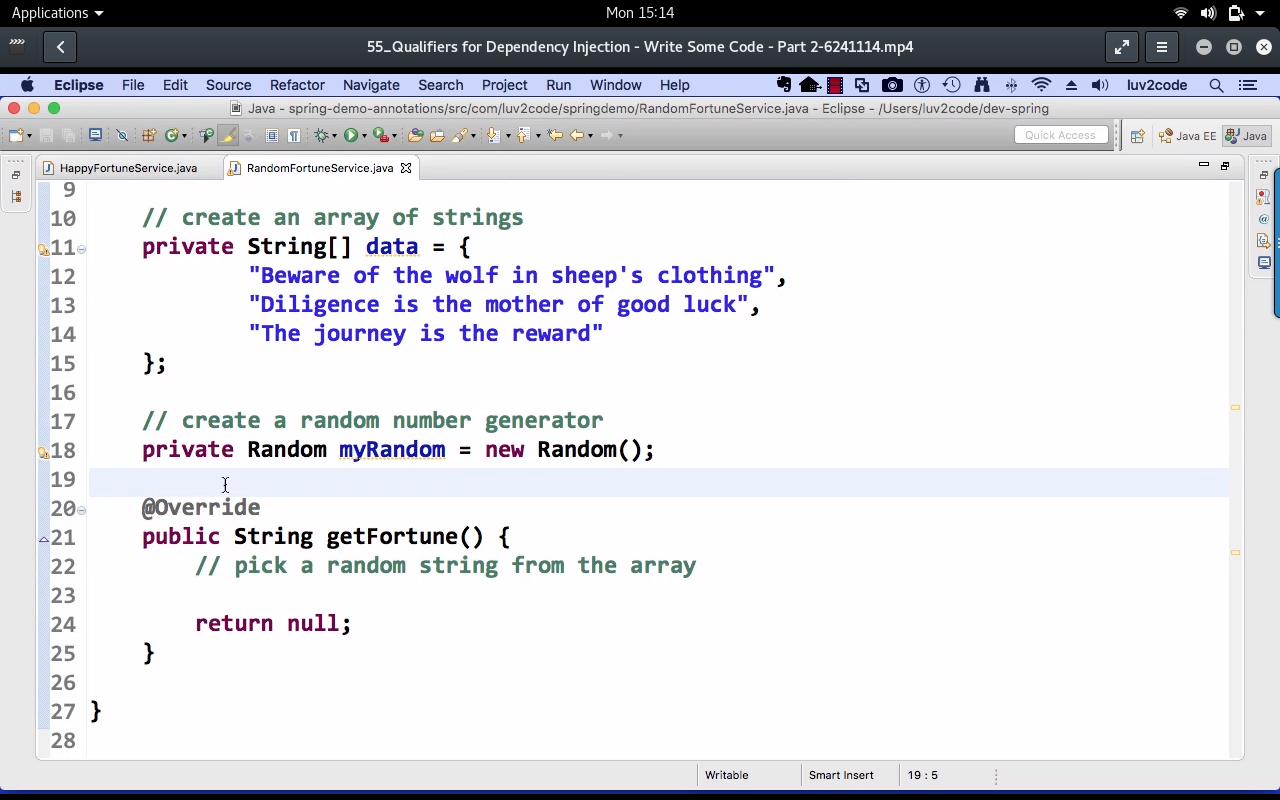 Applications
Mon 15:14
55_Qualifiers for Dependency Injection - Write Some Code - Part 2-6241114.mp4
Eclipse File Edit Source Refactor Navigate Search Project Run Window Help luv2code
Java - spring-demo-annotations/src/com/luv2code/springdemo/RandomFortuneService.java - Eclipse - /Users/luv2code/dev-spring
Quick Access Java EE Java
HappyFortuneService.java RandomFortuneService.java
9
10 // create an array of strings
11 private String[] data = {
12 "Beware of the wolf in sheep's clothing",
13 "Diligence is the mother of good luck",
14 "The journey is the reward"
15 };
16
17 // create a random number generator
18 private Random myRandom = new Random();
19
20 @Override
21 public String getFortune() {
22 // pick a random string from the array
23
24 return null;
25 }
26
27 }
28
Writable Smart Insert 19 : 5